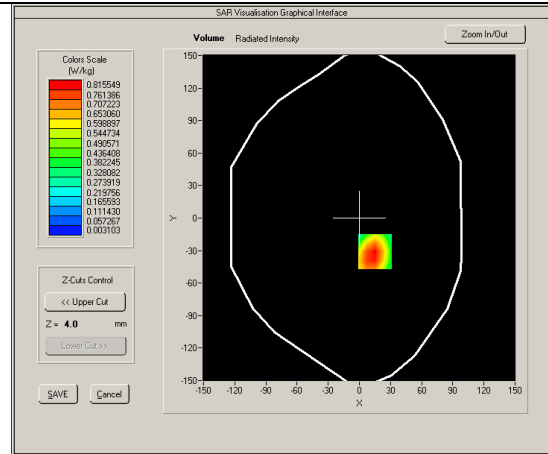 SAR Visualisation Graphical Interface
Volume Radiated Intensity
Zoom In/Out
Colors Scale
(W/kg)
0.815549
0.761386
0.707223
0.653060
0.598897
0.544734
0.490571
0.436408
0.382245
0.328082
0.273919
0.219756
0.165593
0.111430
0.057267
0.003103
Z-Cuts Control
<< Upper Cut
Z = 4.0 mm
Lower Cut >>
SAVE Cancel
150
120
90
60
30
0
-30
-60
-90
-120
-150
Y
-150 -120 -90 -60 -30 0 30 60 90 120 150
X